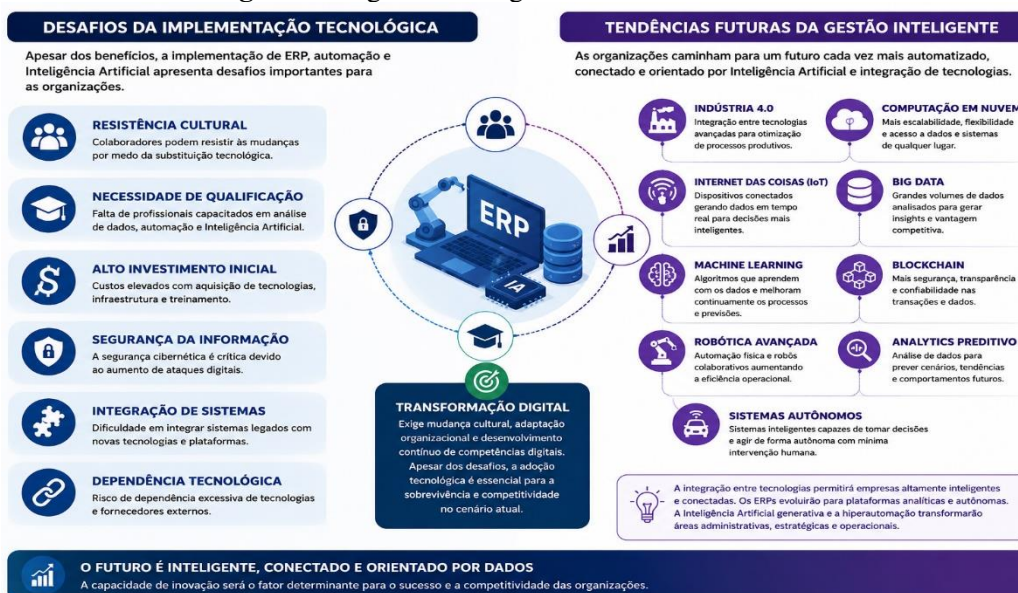 DESAFIOS DA IMPLEMENTAÇÃO TECNOLÓGICA
Apesar dos benefícios, a implementação de ERP, automação e
Inteligência Artificial apresenta desafios importantes para
as organizações.
RESISTÊNCIA CULTURAL
Colaboradores podem resistir às mudanças
por medo da substituição tecnológica.
NECESSIDADE DE QUALIFICAÇÃO
Falta de profissionais capacitados em análise
de dados, automação e Inteligência Artificial.
ALTO INVESTIMENTO INICIAL
Custos elevados com aquisição de tecnologias,
infraestrutura e treinamento.
SEGURANÇA DA INFORMAÇÃO
A segurança cibernética é crítica devido
ao aumento de ataques digitais.
INTEGRAÇÃO DE SISTEMAS
Dificuldade em integrar sistemas legados com
novas tecnologias e plataformas.
DEPENDÊNCIA TECNOLÓGICA
Risco de dependência excessiva de tecnologias
e fornecedores externos.
ERP
IA
TRANSFORMAÇÃO DIGITAL
Exige mudança cultural, adaptação
organizacional e desenvolvimento
contínuo de competências digitais.
Apesar dos desafios, a adoção
tecnológica é essencial para a
sobrevivência e competitividade
no cenário atual.
TENDÊNCIAS FUTURAS DA GESTÃO INTELIGENTE
As organizações caminham para um futuro cada vez mais automatizado,
conectado e orientado por Inteligência Artificial e integração de tecnologias.
INDÚSTRIA 4.0
Integração entre tecnologias
avançadas para otimização
de processos produtivos.
COMPUTAÇÃO EM NUVEM
Mais escalabilidade, flexibilidade
e acesso a dados e sistemas
de qualquer lugar.
INTERNET DAS COISAS (IoT)
Dispositivos conectados
gerando dados em tempo
real para decisões mais
inteligentes.
BIG DATA
Grandes volumes de dados
analisados para gerar
insights e vantagem
competitiva.
MACHINE LEARNING
Algoritmos que aprendem
com os dados e melhoram
continuamente os processos
e previsões.
BLOCKCHAIN
Mais segurança, transparência
e confiabilidade nas
transações e dados.
ROBÓTICA AVANÇADA
Automação física e robôs
colaborativos aumentando
a eficiência operacional.
ANALYTICS PREDITIVO
Análise de dados para
prever cenários, tendências
e comportamentos futuros.
SISTEMAS AUTÔNOMOS
Sistemas inteligentes capazes de tomar decisões
e agir de forma autônoma com mínima
intervenção humana.
A integração entre tecnologias permitirá empresas altamente inteligentes
e conectadas. Os ERPs evoluirão para plataformas analíticas e autônomas.
A Inteligência Artificial generativa e a hiperautomação transformarão
áreas administrativas, estratégicas e operacionais.
O FUTURO É INTELIGENTE, CONECTADO E ORIENTADO POR DADOS
A capacidade de inovação será o fator determinante para o sucesso e a competitividade das organizações.